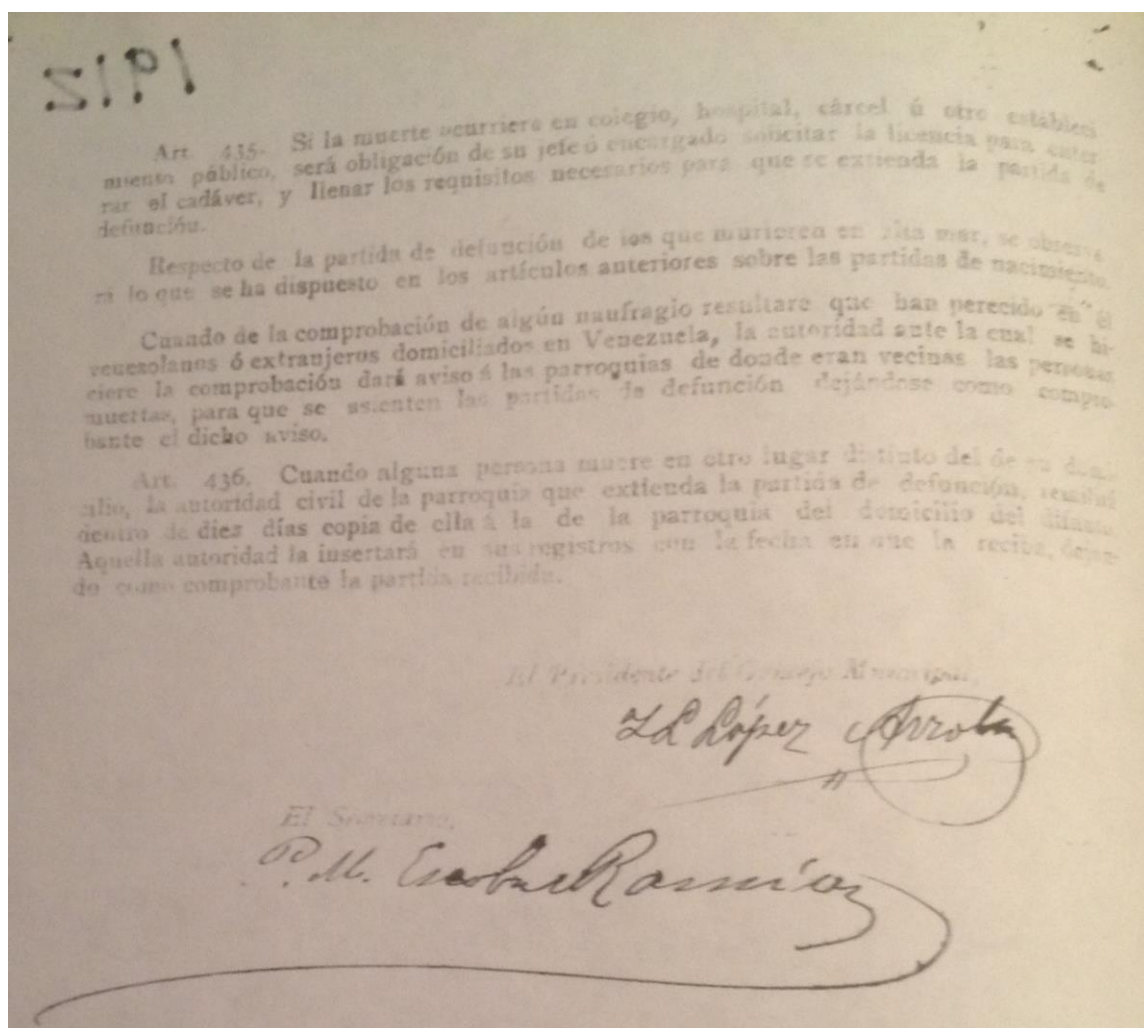 1912
Art. 435. Si la muerte ocurriere en colegio, hospital, cárcel ú otro estableci
miento público, será obligación de su jefe ó encargado solicitar la licencia para enter
rar el cadáver, y llenar los requisitos necesarios para que se extienda la partida de
defunción.
Respecto de la partida de defunción de los que murieren en alta mar, se observa
rá lo que se ha dispuesto en los artículos anteriores sobre las partidas de nacimiento.
Cuando de la comprobación de algún naufragio resultare que han perecido en él
venezolanos ó extranjeros domiciliados en Venezuela, la autoridad ante la cual se hi-
ciere la comprobación dará aviso á las parroquias de donde eran vecinas las personas
muertas, para que se asienten las partidas de defunción dejándose como compro-
bante el dicho aviso.
Art. 436. Cuando alguna persona muere en otro lugar distinto del de su domi-
cilio, la autoridad civil de la parroquia que extienda la partida de defunción, remitirá
dentro de diez días copia de ella á la de la parroquia del domicilio del difunto
Aquella autoridad la insertará en sus registros con la fecha en que la reciba, dejan-
do como comprobante la partida recibida.
El Presidente del Concejo Municipal,
López
El Secretario,
P. M. Escobar Ramírez